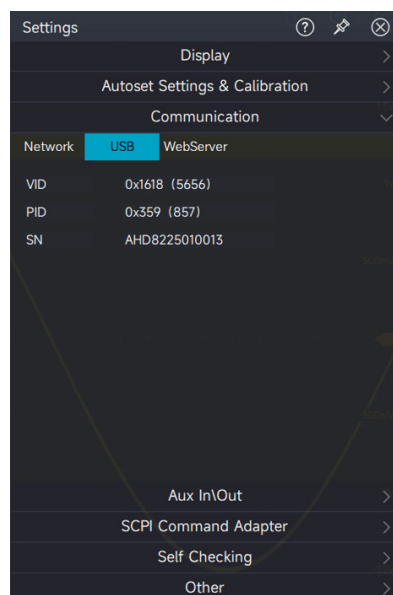 Settings
Display
Autoset Settings & Calibration
Communication
Network USB WebServer
VID 0x1618 (5656)
PID 0x359 (857)
SN AHD8225010013
500mV
Aux In\Out
SCPI Command Adapter
Self Checking
Other